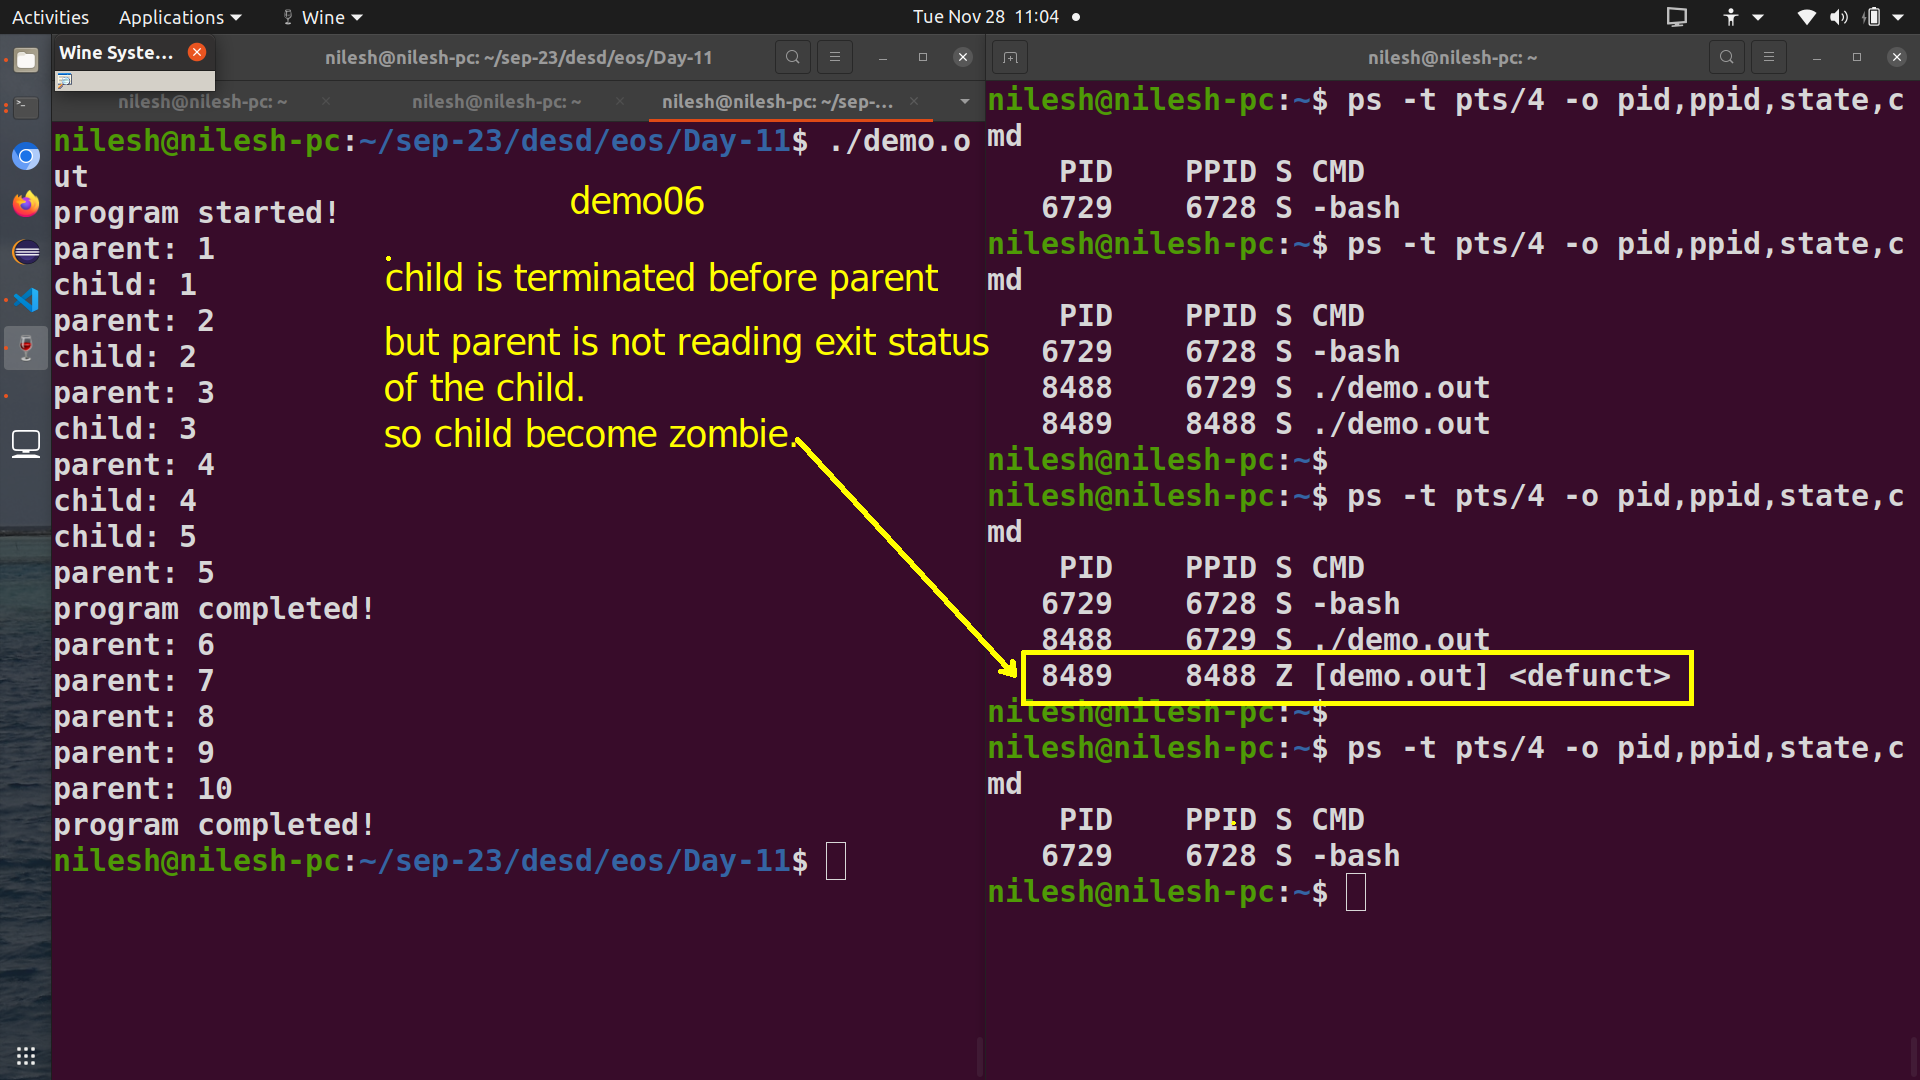 Activities Applications Wine Tue Nov 28 11:04
Wine Syste...
nilesh@nilesh-pc: ~/sep-23/desd/eos/Day-11
nilesh@nilesh-pc: ~ nilesh@nilesh-pc: ~ nilesh@nilesh-pc: ~/sep-...
nilesh@nilesh-pc:~/sep-23/desd/eos/Day-11$ ./demo.o
ut
program started!
parent: 1
child: 1
parent: 2
child: 2
parent: 3
child: 3
parent: 4
child: 4
child: 5
parent: 5
program completed!
parent: 6
parent: 7
parent: 8
parent: 9
parent: 10
program completed!
nilesh@nilesh-pc:~/sep-23/desd/eos/Day-11$
demo06
child is terminated before parent
but parent is not reading exit status
of the child.
so child become zombie.
nilesh@nilesh-pc: ~
nilesh@nilesh-pc:~$ ps -t pts/4 -o pid,ppid,state,c
md
PID PPID S CMD
6729 6728 S -bash
nilesh@nilesh-pc:~$ ps -t pts/4 -o pid,ppid,state,c
md
PID PPID S CMD
6729 6728 S -bash
8488 6729 S ./demo.out
8489 8488 S ./demo.out
nilesh@nilesh-pc:~$
nilesh@nilesh-pc:~$ ps -t pts/4 -o pid,ppid,state,c
md
PID PPID S CMD
6729 6728 S -bash
8488 6729 S ./demo.out
8489 8488 Z [demo.out] <defunct>
nilesh@nilesh-pc:~$
nilesh@nilesh-pc:~$ ps -t pts/4 -o pid,ppid,state,c
md
PID PPID S CMD
6729 6728 S -bash
nilesh@nilesh-pc:~$